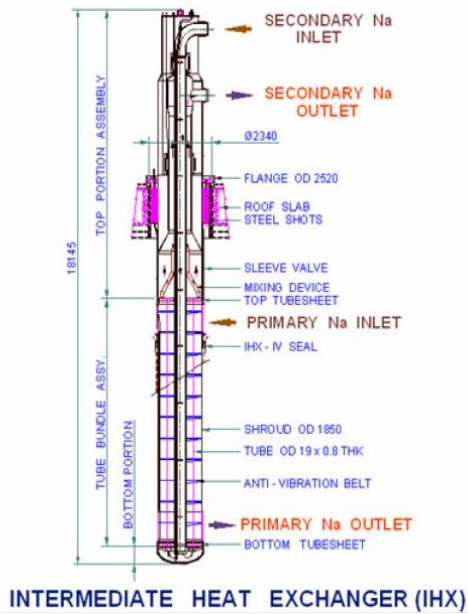 SECONDARY Na
INLET
SECONDARY Na
OUTLET
Ø2340
FLANGE OD 2520
ROOF SLAB
STEEL SHOTS
TOP PORTION ASSEMBLY
18145
SLEEVE VALVE
MIXING DEVICE
TOP TUBESHEET
PRIMARY Na INLET
IHX - IV SEAL
SHROUD OD 1850
TUBE OD 19 x 0.8 THK
ANTI - VIBRATION BELT
TUBE BUNDLE ASSY.
BOTTOM PORTION
PRIMARY Na OUTLET
BOTTOM TUBESHEET
INTERMEDIATE HEAT EXCHANGER (IHX)